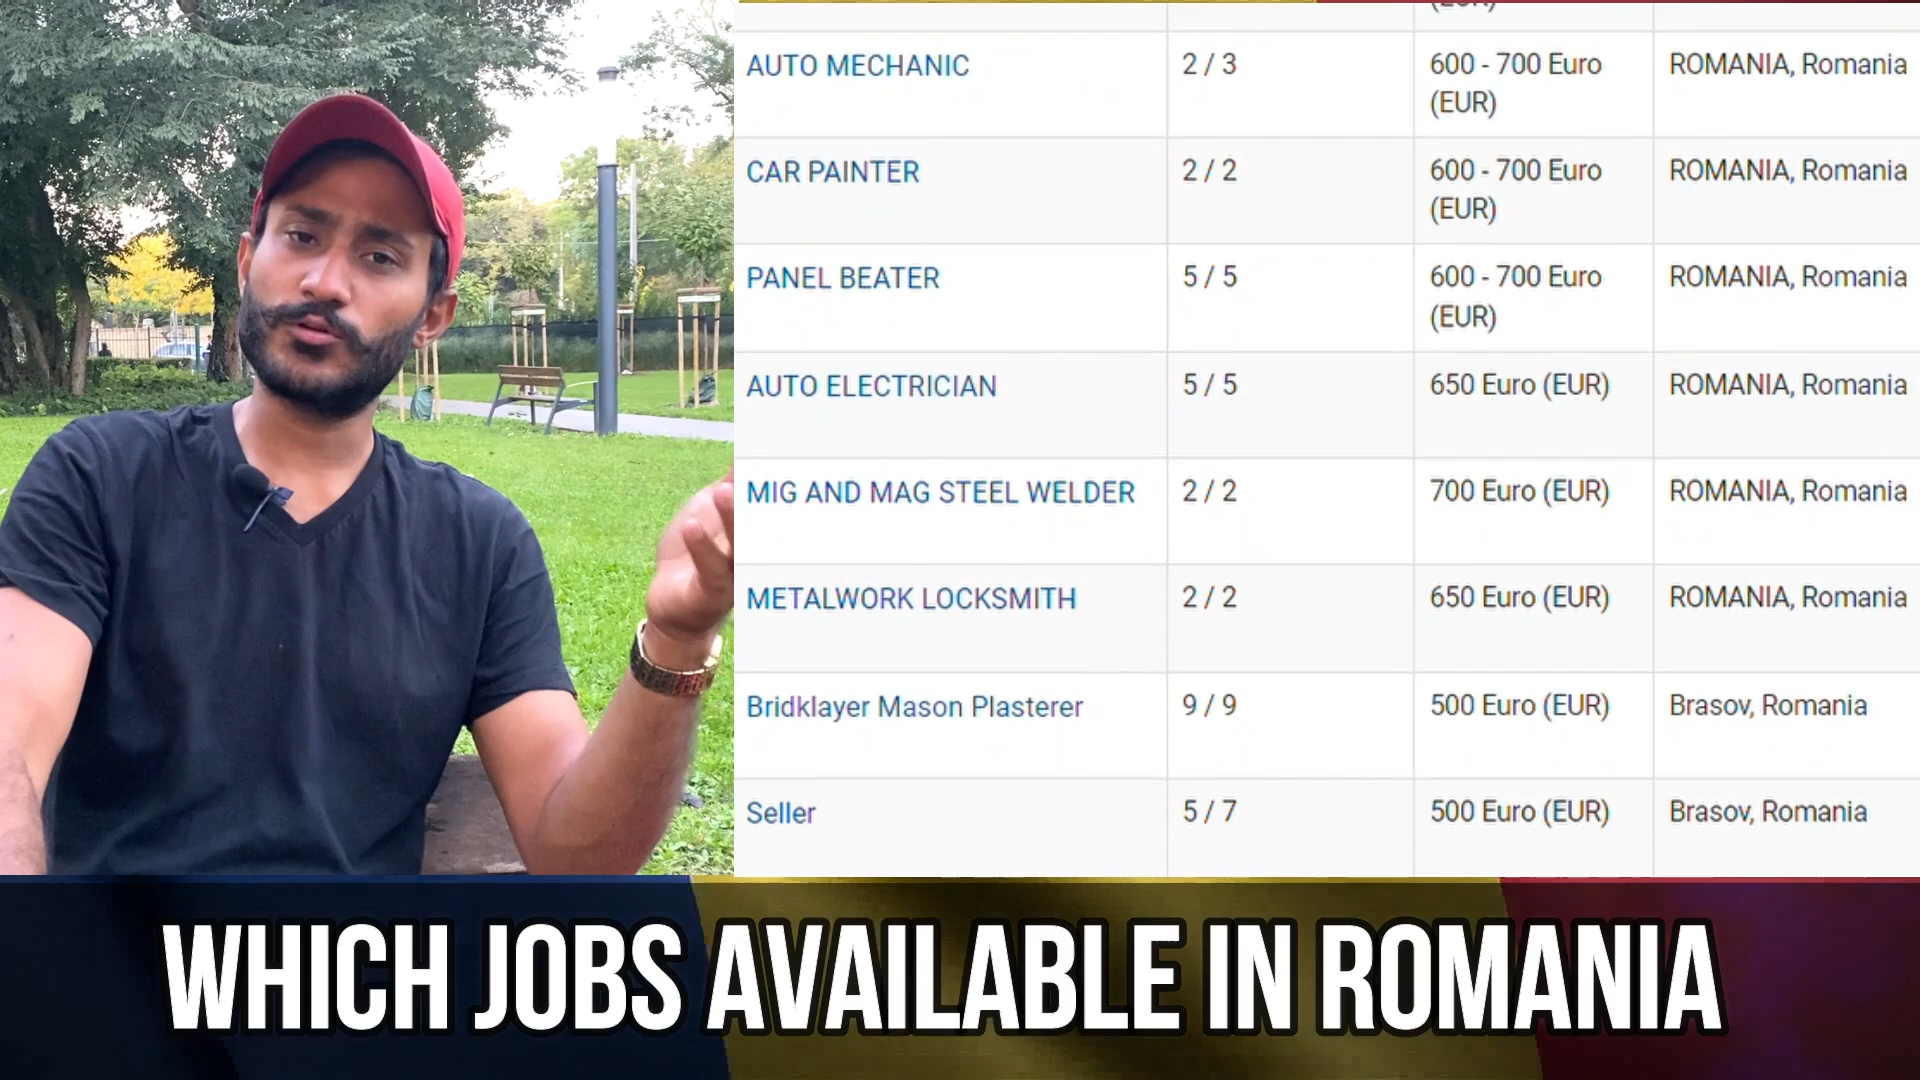 (EUR)
AUTO MECHANIC 2 / 3 600 - 700 Euro ROMANIA, Romania
(EUR)
CAR PAINTER 2 / 2 600 - 700 Euro ROMANIA, Romania
(EUR)
PANEL BEATER 5 / 5 600 - 700 Euro ROMANIA, Romania
(EUR)
AUTO ELECTRICIAN 5 / 5 650 Euro (EUR) ROMANIA, Romania
MIG AND MAG STEEL WELDER 2 / 2 700 Euro (EUR) ROMANIA, Romania
METALWORK LOCKSMITH 2 / 2 650 Euro (EUR) ROMANIA, Romania
Bridklayer Mason Plasterer 9 / 9 500 Euro (EUR) Brasov, Romania
Seller 5 / 7 500 Euro (EUR) Brasov, Romania
WHICH JOBS AVAILABLE IN ROMANIA